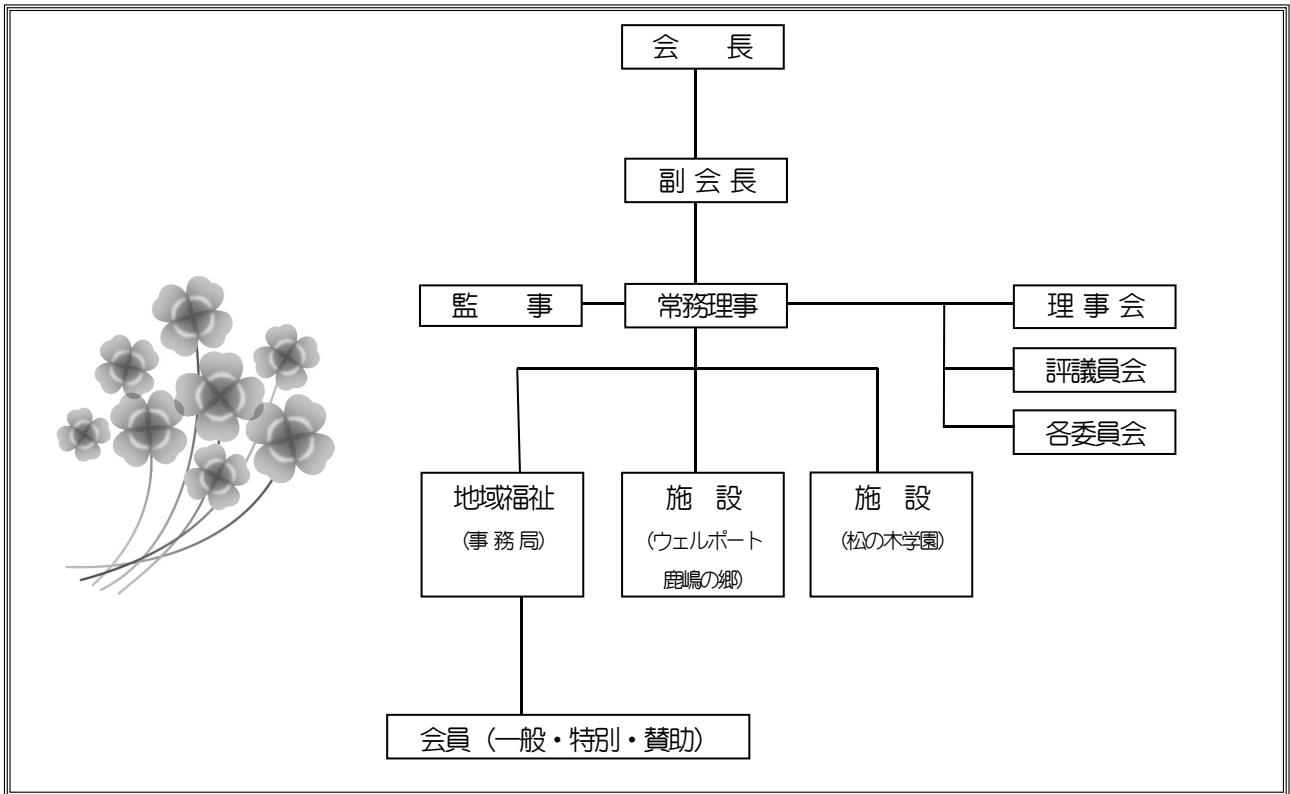 会　長
副 会 長
監　事
常務理事
理 事 会
評議員会
各委員会
地域福祉
(事 務 局)
施　設
(ウェルポート
鹿嶋の郷)
施　設
(松の木学園)
会員（一般・特別・賛助）